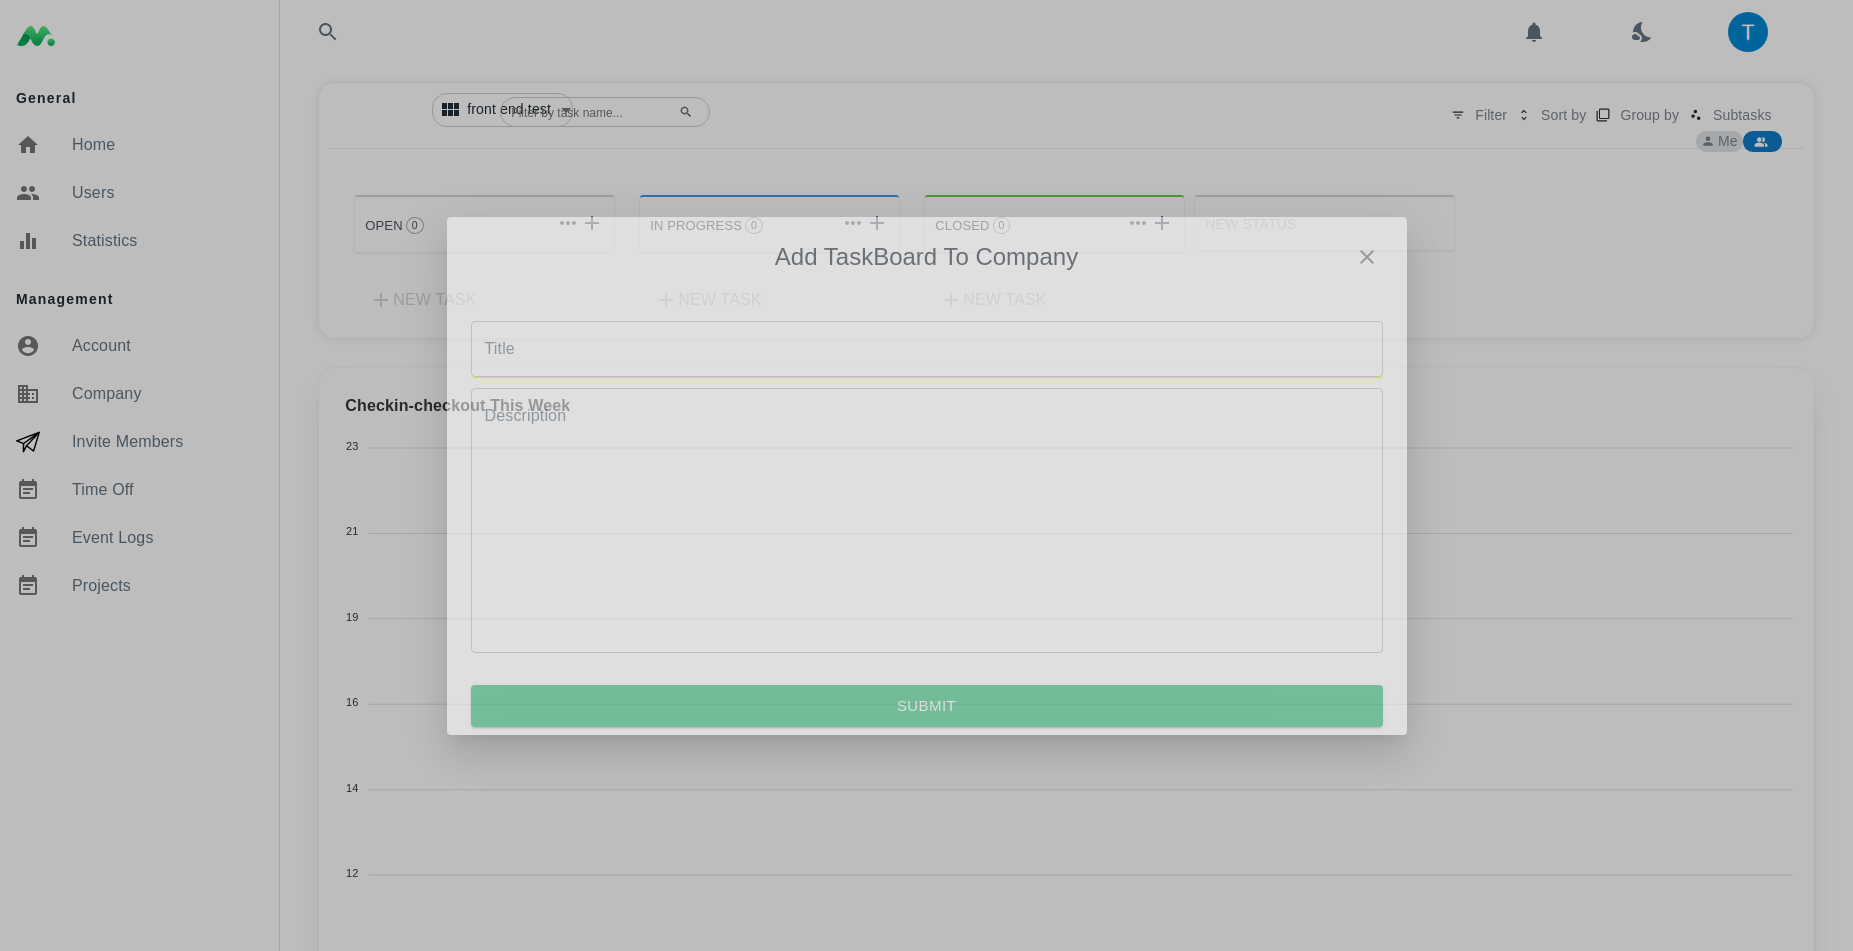 General
Home
Users
Statistics
Management
Account
Company
Invite Members
Time Off
Event Logs
Projects
T
front end test
Filter by task name...
Filter
Sort by
Group by
Subtasks
Me
OPEN 0
IN PROGRESS 0
CLOSED 0
NEW STATUS
NEW TASK
NEW TASK
NEW TASK
Add TaskBoard To Company
Title
Description
SUBMIT
Checkin-checkout This Week
23
21
19
16
14
12